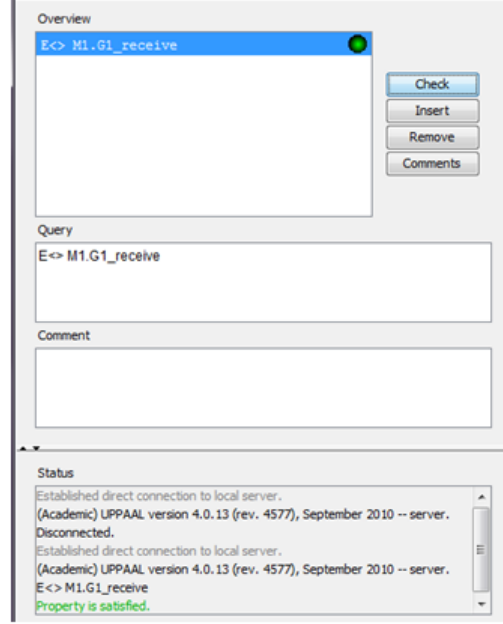 Overview
E<> M1.G1_receive
Check
Insert
Remove
Comments
Query
E<> M1.G1_receive
Comment
Status
Established direct connection to local server.
(Academic) UPPAAL version 4.0.13 (rev. 4577), September 2010 -- server.
Disconnected.
Established direct connection to local server.
(Academic) UPPAAL version 4.0.13 (rev. 4577), September 2010 -- server.
E<> M1.G1_receive
Property is satisfied.